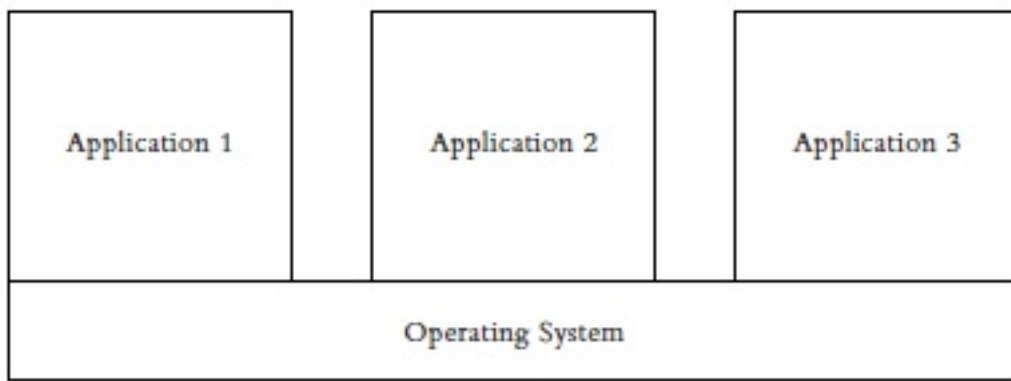 Application 1
Application 2
Application 3
Operating System